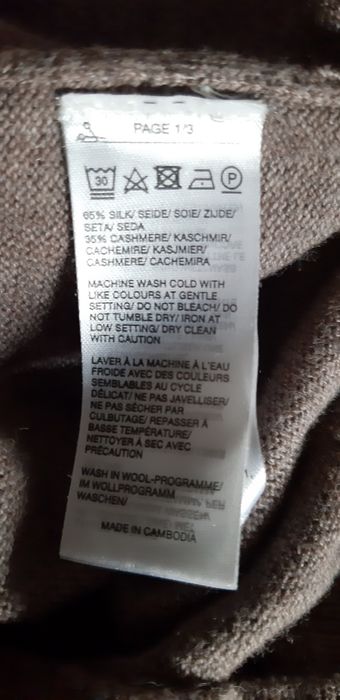 PAGE 1/3
30
P
65% SILK/ SEIDE/ SOIE/ ZIJDE/
SETA/ SEDA
35% CASHMERE/ KASCHMIR/
CACHEMIRE/ KASJMIER/
CASHMERE/ CACHEMIRA
MACHINE WASH COLD WITH
LIKE COLOURS AT GENTLE
SETTING/ DO NOT BLEACH/ DO
NOT TUMBLE DRY/ IRON AT
LOW SETTING/ DRY CLEAN
WITH CAUTION
LAVER À LA MACHINE À L'EAU
FROIDE AVEC DES COULEURS
SEMBLABLES AU CYCLE
DÉLICAT/ NE PAS JAVELLISER/
NE PAS SÉCHER PAR
CULBUTAGE/ REPASSER À
BASSE TEMPÉRATURE/
NETTOYER À SEC AVEC
PRÉCAUTION
WASH IN WOOL-PROGRAMME/
IM WOLLPROGRAMM
WASCHEN/
MADE IN CAMBODIA